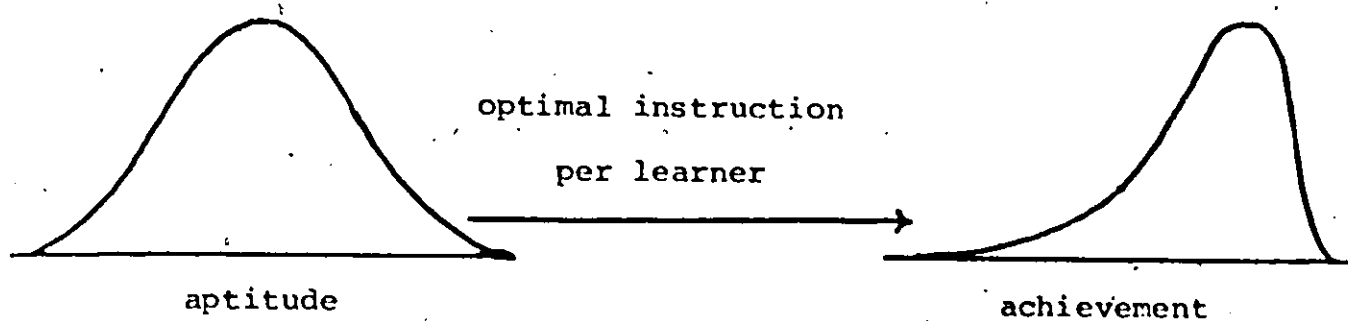 optimal instruction
per learner
aptitude
achievement